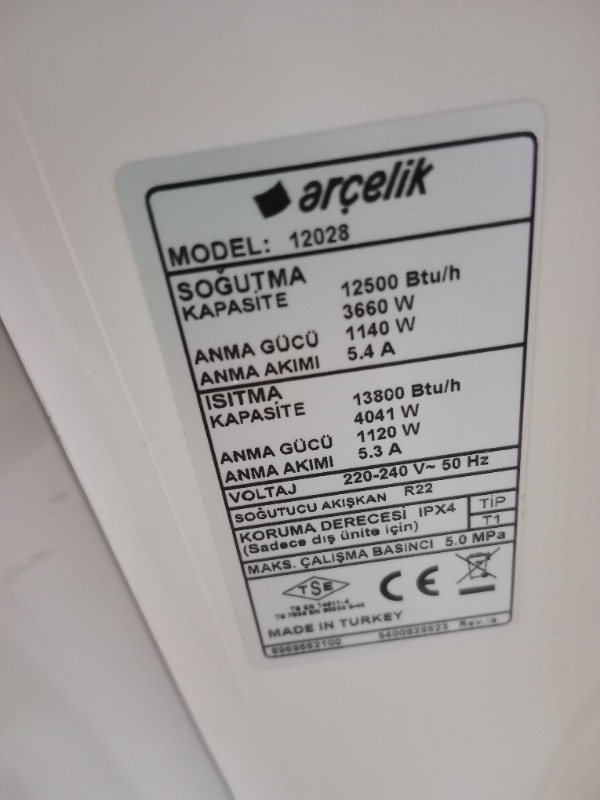 arçelik
MODEL: 12028
SOĞUTMA
KAPASİTE 12500 Btu/h
3660 W
ANMA GÜCÜ 1140 W
ANMA AKIMI 5.4 A
ISITMA
KAPASİTE 13800 Btu/h
4041 W
ANMA GÜCÜ 1120 W
ANMA AKIMI 5.3 A
VOLTAJ 220-240 V~ 50 Hz
SOĞUTUCU AKIŞKAN R22
KORUMA DERECESİ IPX4
(Sadece dış ünite için)
TİP
T1
MAKS. ÇALIŞMA BASINCI 5.0 MPa
TSE
CE
MADE IN TURKEY